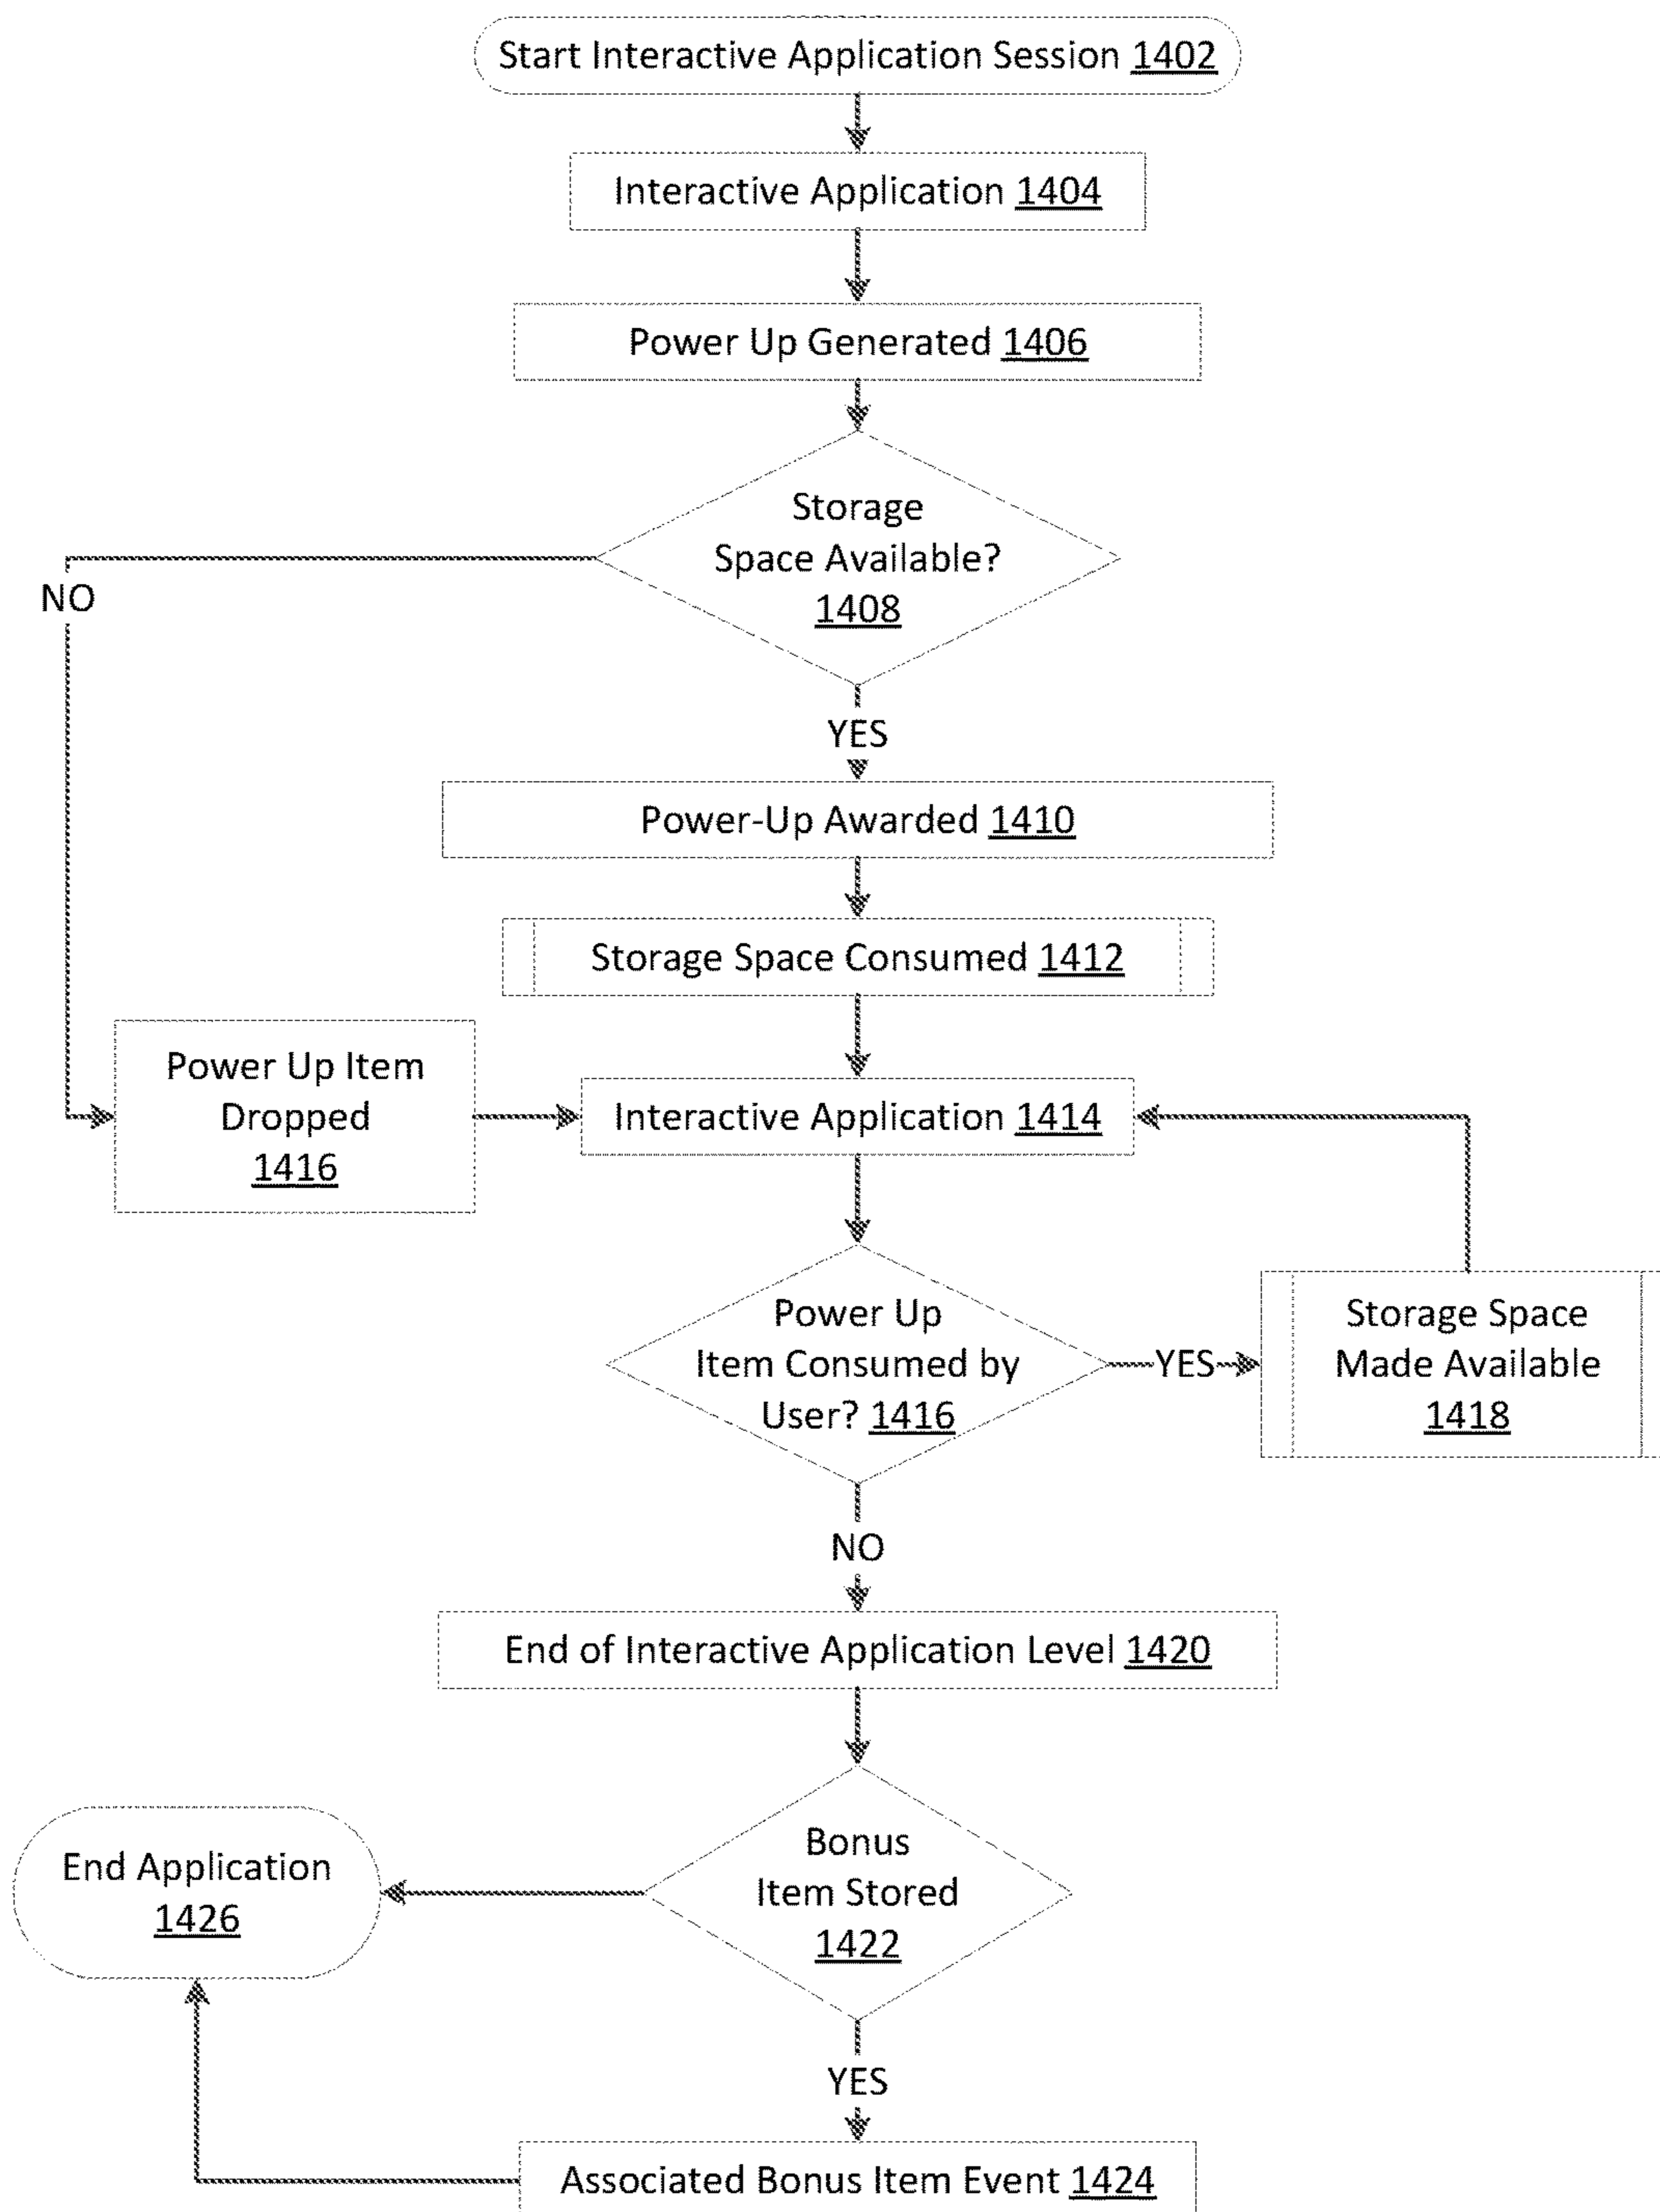 Start Interactive Application Session 1402
Interactive Application 1404
Power Up Generated 1406
Storage
Space Available?
1408
NO
YES
Power-Up Awarded 1410
Storage Space Consumed 1412
Power Up Item
Dropped
1416
Interactive Application 1414
Power Up
Item Consumed by
User? 1416
YES
Storage Space
Made Available
1418
NO
End of Interactive Application Level 1420
Bonus
Item Stored
1422
End Application
1426
YES
Associated Bonus Item Event 1424